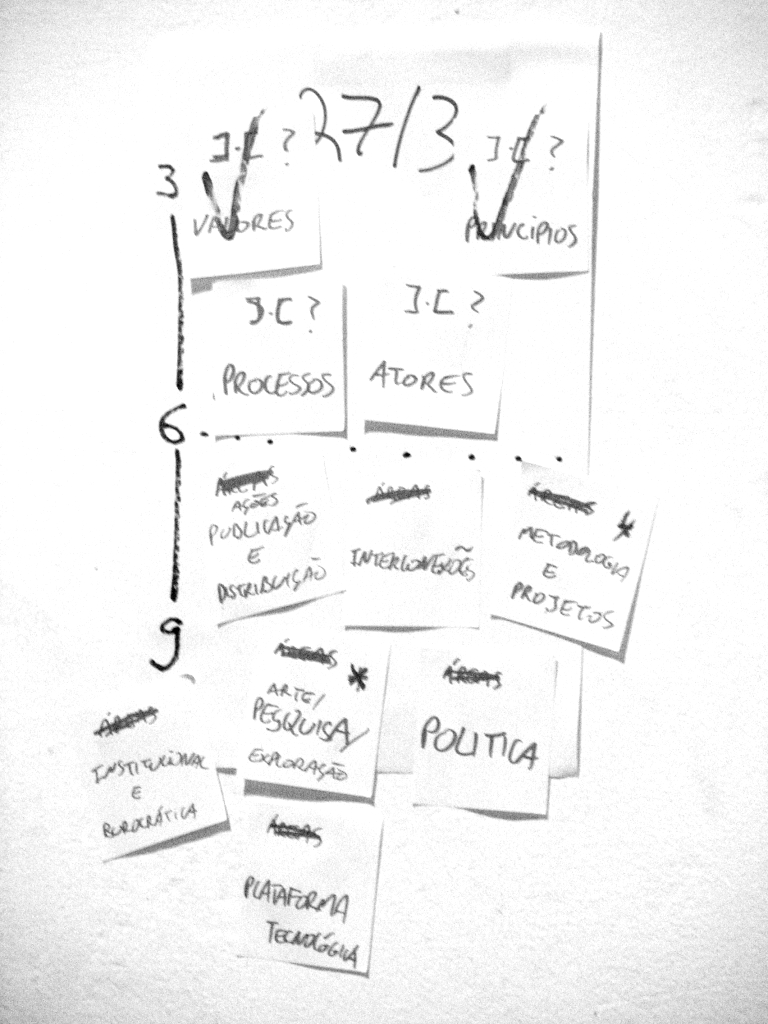 27/3
].[ ?
VALORES
].[ ?
PRINCIPIOS
3
].[ ?
PROCESSOS
].[ ?
ATORES
6
ÁREAS
AÇÕES
PUBLICAÇÃO
E
DISTRIBUIÇÃO
ÁREAS
INTERCONEXÕES
ÁREAS
*
METODOLOGIA
E
PROJETOS
9
ÁREAS
*
ARTE/
PESQUISA/
EXPLORAÇÃO
ÁREAS
POLITICA
ÁREAS
INSTITUCIONAL
E
BUROCRÁTICA
ÁREAS
PLATAFORMA
TECNOLÓGICA